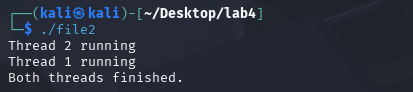 ┌──(kali㉿kali)-[~/Desktop/lab4]
└─$ ./file2
Thread 2 running
Thread 1 running
Both threads finished.